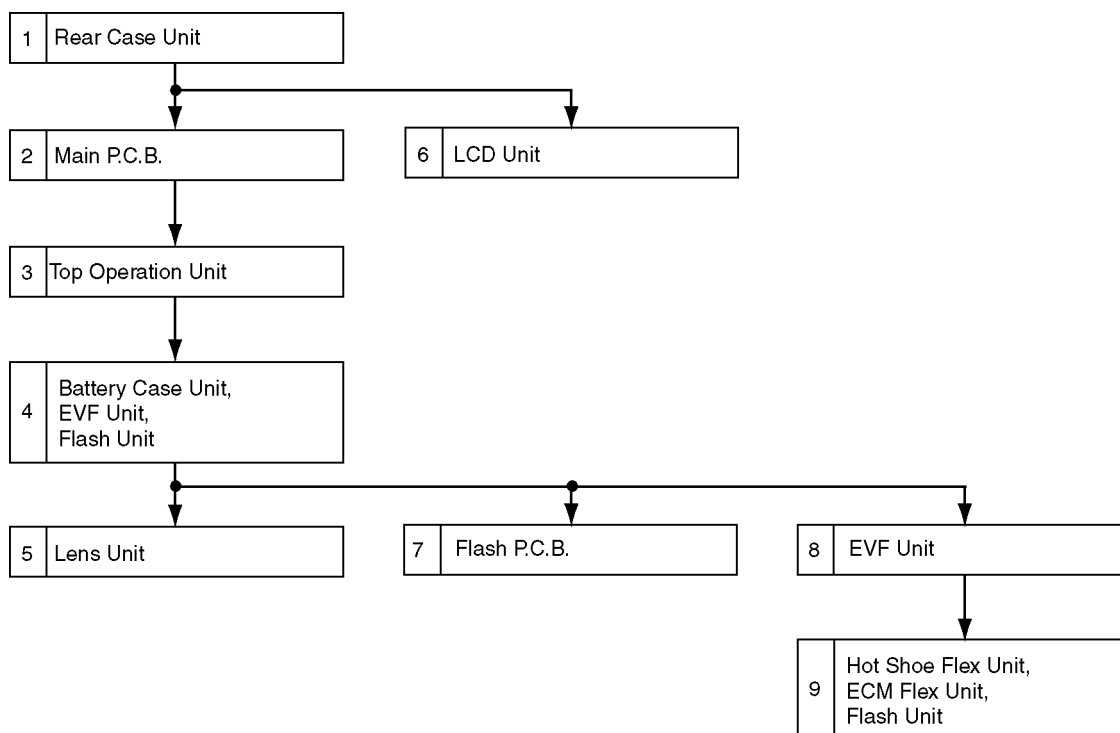 1 Rear Case Unit
2 Main P.C.B.
6 LCD Unit
3 Top Operation Unit
4 Battery Case Unit,
EVF Unit,
Flash Unit
5 Lens Unit
7 Flash P.C.B.
8 EVF Unit
9 Hot Shoe Flex Unit,
ECM Flex Unit,
Flash Unit